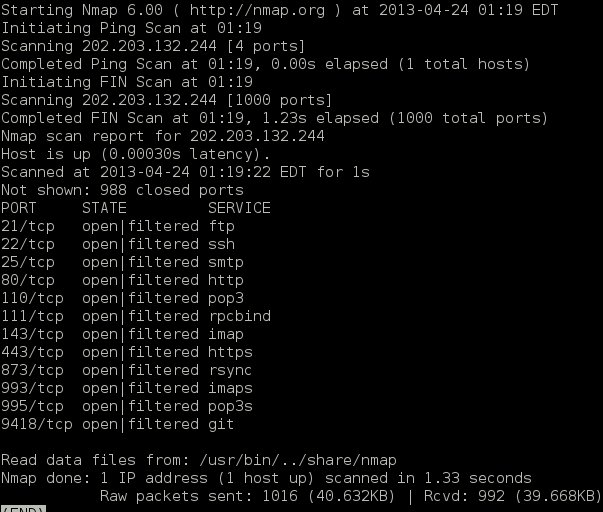 Starting Nmap 6.00 ( http://nmap.org ) at 2013-04-24 01:19 EDT
Initiating Ping Scan at 01:19
Scanning 202.203.132.244 [4 ports]
Completed Ping Scan at 01:19, 0.00s elapsed (1 total hosts)
Initiating FIN Scan at 01:19
Scanning 202.203.132.244 [1000 ports]
Completed FIN Scan at 01:19, 1.23s elapsed (1000 total ports)
Nmap scan report for 202.203.132.244
Host is up (0.00030s latency).
Scanned at 2013-04-24 01:19:22 EDT for 1s
Not shown: 988 closed ports
PORT     STATE         SERVICE
21/tcp   open|filtered ftp
22/tcp   open|filtered ssh
25/tcp   open|filtered smtp
80/tcp   open|filtered http
110/tcp  open|filtered pop3
111/tcp  open|filtered rpcbind
143/tcp  open|filtered imap
443/tcp  open|filtered https
873/tcp  open|filtered rsync
993/tcp  open|filtered imaps
995/tcp  open|filtered pop3s
9418/tcp open|filtered git
Read data files from: /usr/bin/../share/nmap
Nmap done: 1 IP address (1 host up) scanned in 1.33 seconds
Raw packets sent: 1016 (40.632KB) | Rcvd: 992 (39.668KB)
(END)